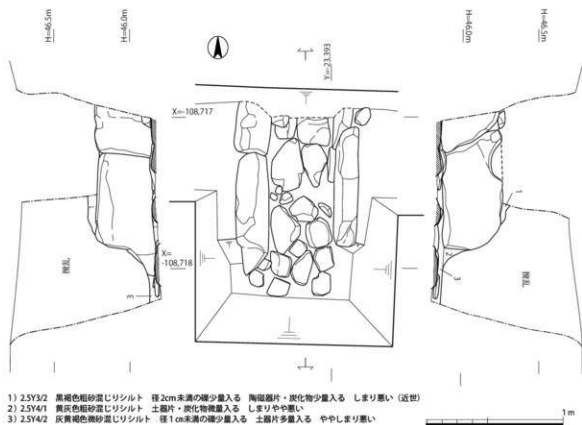 H=46.5m
H=46.0m
Y=-23,393
H=46.0m
H=46.5m
X=-108,717
X=
-108,718
1
2
3
3
攪乱
攪乱
1) 2.5Y3/2 黒褐色粗砂混じりシルト 径2cm未満の礫少量入る 陶磁器片・炭化物少量入る しまり悪い(近世)
2) 2.5Y4/1 黄灰色粗砂混じりシルト 土器片・炭化物微量入る しまりやや悪い
3) 2.5Y4/2 灰黄褐色微砂混じりシルト 径1cm未満の礫少量入る 土器片多量入る ややしまり悪い
1m